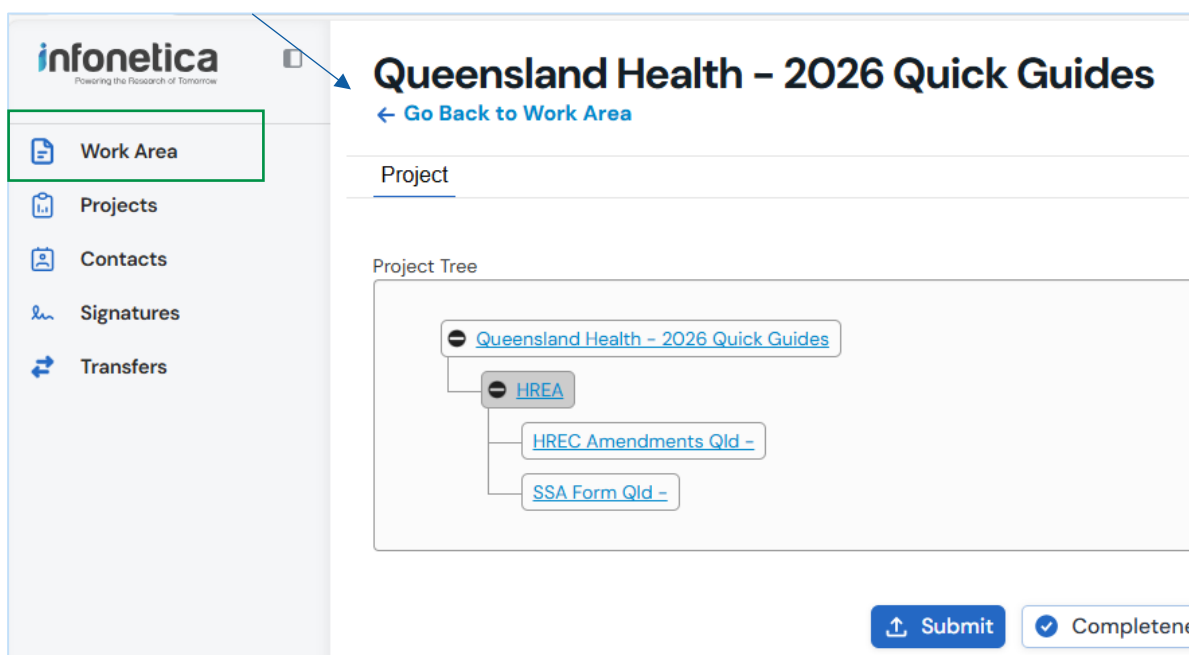 infonetica
Powering the Research of Tomorrow
Work Area
Projects
Contacts
Signatures
Transfers
Queensland Health - 2026 Quick Guides
← Go Back to Work Area
Project
Project Tree
Queensland Health - 2026 Quick Guides
HREA
HREC Amendments Qld -
SSA Form Qld -
Submit
Completene